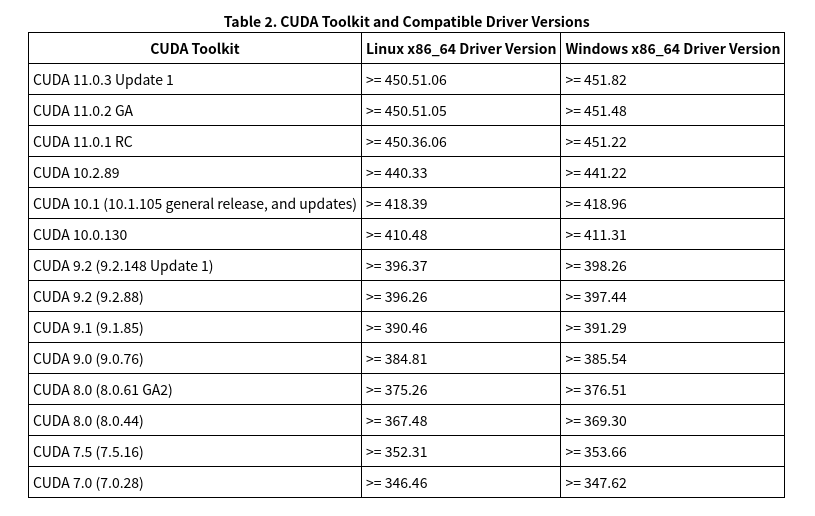 Table 2. CUDA Toolkit and Compatible Driver Versions
CUDA Toolkit Linux x86_64 Driver Version Windows x86_64 Driver Version
CUDA 11.0.3 Update 1 >= 450.51.06 >= 451.82
CUDA 11.0.2 GA >= 450.51.05 >= 451.48
CUDA 11.0.1 RC >= 450.36.06 >= 451.22
CUDA 10.2.89 >= 440.33 >= 441.22
CUDA 10.1 (10.1.105 general release, and updates) >= 418.39 >= 418.96
CUDA 10.0.130 >= 410.48 >= 411.31
CUDA 9.2 (9.2.148 Update 1) >= 396.37 >= 398.26
CUDA 9.2 (9.2.88) >= 396.26 >= 397.44
CUDA 9.1 (9.1.85) >= 390.46 >= 391.29
CUDA 9.0 (9.0.76) >= 384.81 >= 385.54
CUDA 8.0 (8.0.61 GA2) >= 375.26 >= 376.51
CUDA 8.0 (8.0.44) >= 367.48 >= 369.30
CUDA 7.5 (7.5.16) >= 352.31 >= 353.66
CUDA 7.0 (7.0.28) >= 346.46 >= 347.62